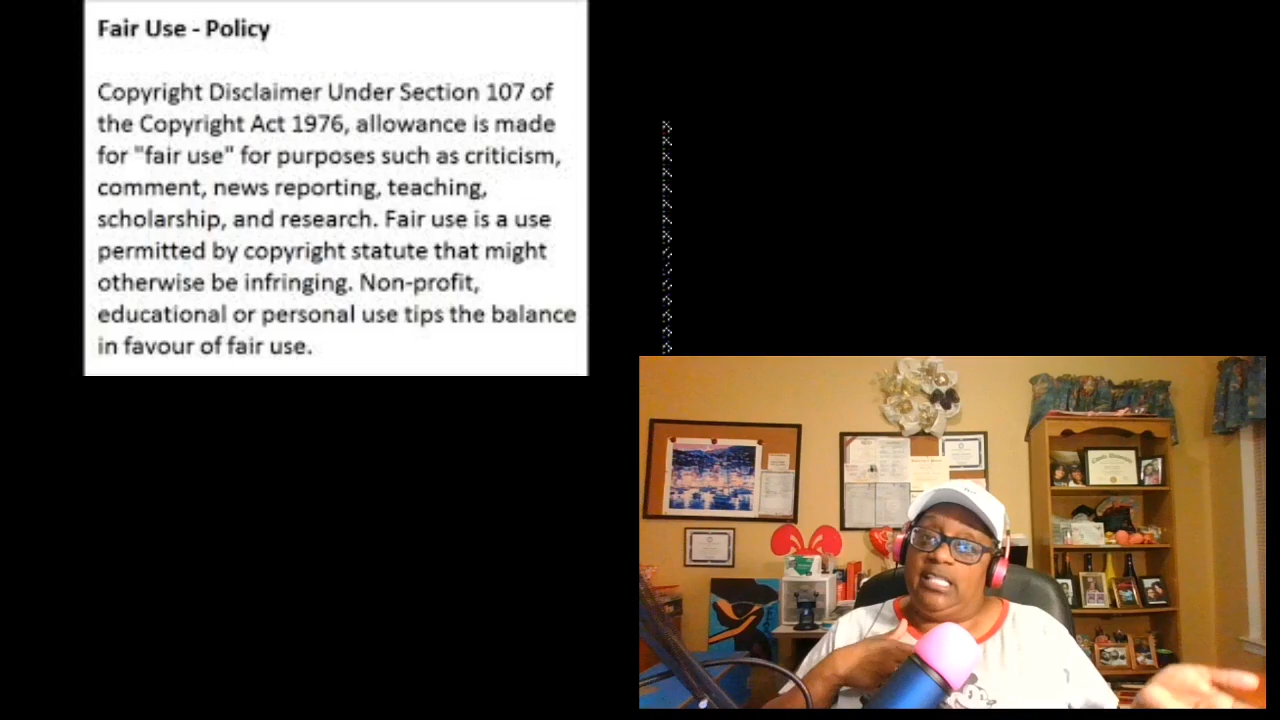 Fair Use - Policy
Copyright Disclaimer Under Section 107 of
the Copyright Act 1976, allowance is made
for "fair use" for purposes such as criticism,
comment, news reporting, teaching,
scholarship, and research. Fair use is a use
permitted by copyright statute that might
otherwise be infringing. Non-profit,
educational or personal use tips the balance
in favour of fair use.